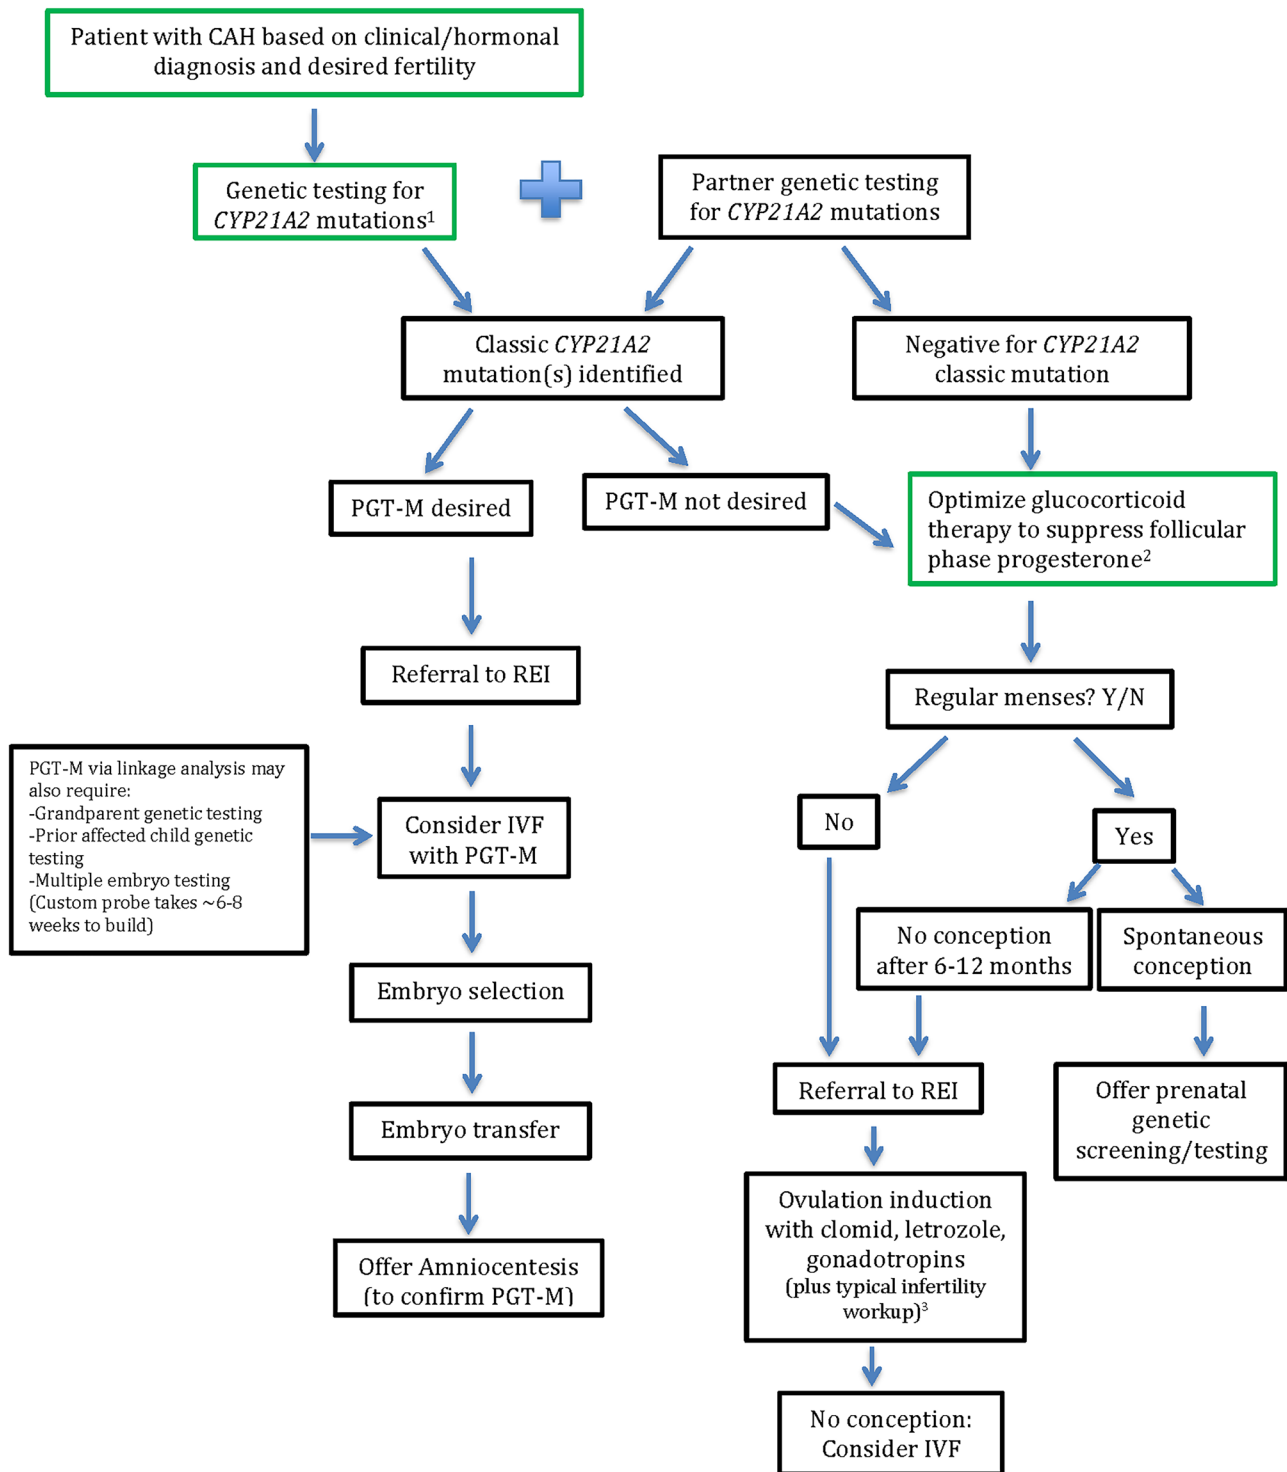 Patient with CAH based on clinical/hormonal
diagnosis and desired fertility
Genetic testing for
CYP21A2 mutations¹
Partner genetic testing
for CYP21A2 mutations
Classic CYP21A2
mutation(s) identified
Negative for CYP21A2
classic mutation
PGT-M desired
PGT-M not desired
Optimize glucocorticoid
therapy to suppress follicular
phase progesterone²
Referral to REI
Regular menses? Y/N
PGT-M via linkage analysis may
also require:
-Grandparent genetic testing
-Prior affected child genetic
testing
-Multiple embryo testing
(Custom probe takes ~6-8
weeks to build)
Consider IVF
with PGT-M
No
Yes
No conception
after 6-12 months
Spontaneous
conception
Embryo selection
Referral to REI
Offer prenatal
genetic
screening/testing
Embryo transfer
Ovulation induction
with clomid, letrozole,
gonadotropins
(plus typical infertility
workup)³
Offer Amniocentesis
(to confirm PGT-M)
No conception:
Consider IVF